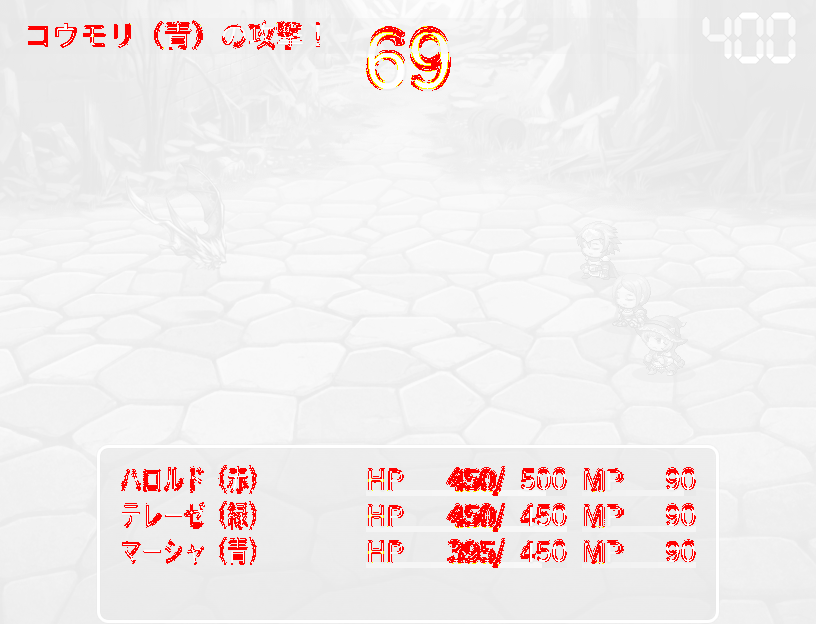 コウモリ（青）の攻撃！
69
400
ハロルド（赤） HP 450/ 500 MP 90
テレーゼ（緑） HP 450/ 450 MP 90
マーシャ（青） HP 395/ 450 MP 90